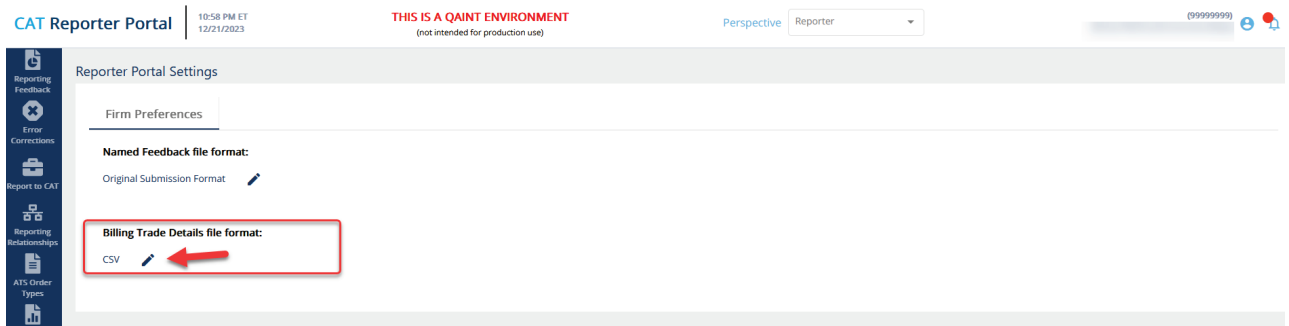 CAT Reporter Portal
10:58 PM ET
12/21/2023
THIS IS A QAINT ENVIRONMENT
(not intended for production use)
Perspective
Reporter
(99999999)
Reporting
Feedback
Error
Corrections
Report to CAT
Reporting
Relationships
ATS Order
Types
Reporter Portal Settings
Firm Preferences
Named Feedback file format:
Original Submission Format
Billing Trade Details file format:
CSV